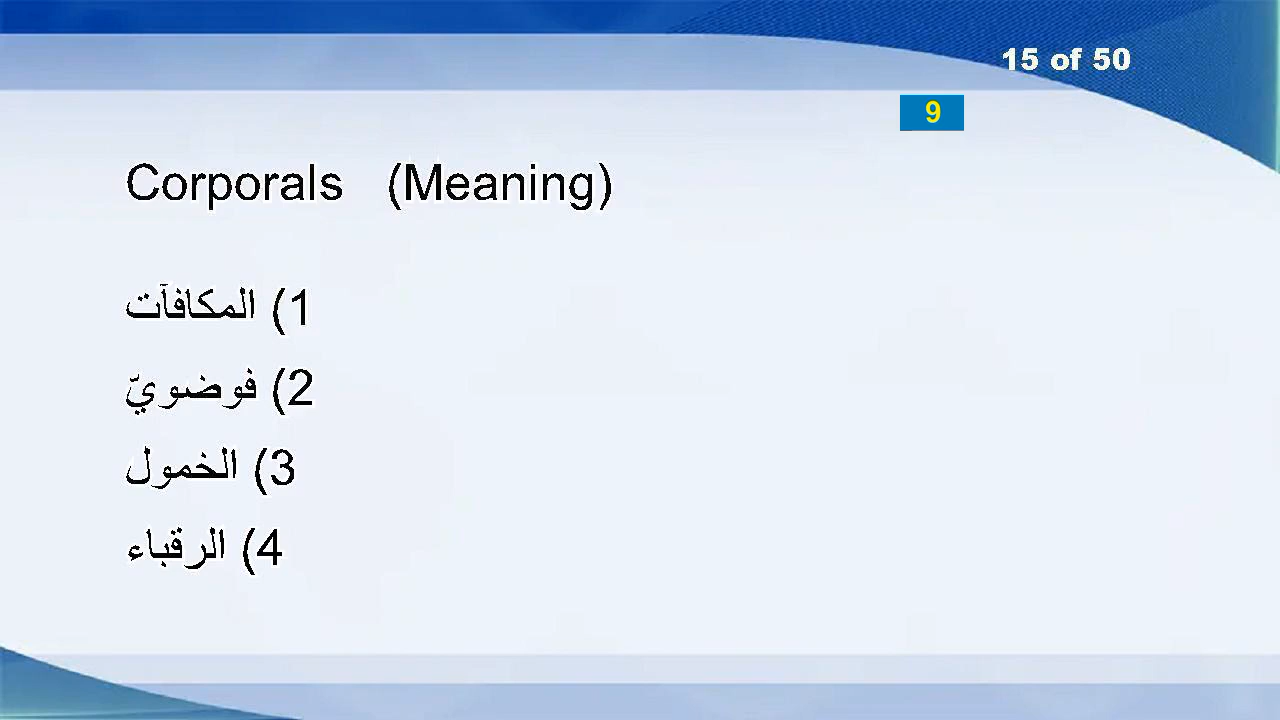 15 of 50
9
Corporals (Meaning)
1) المكافآت
2) فوضويّ
3) الخمول
4) الرقباء